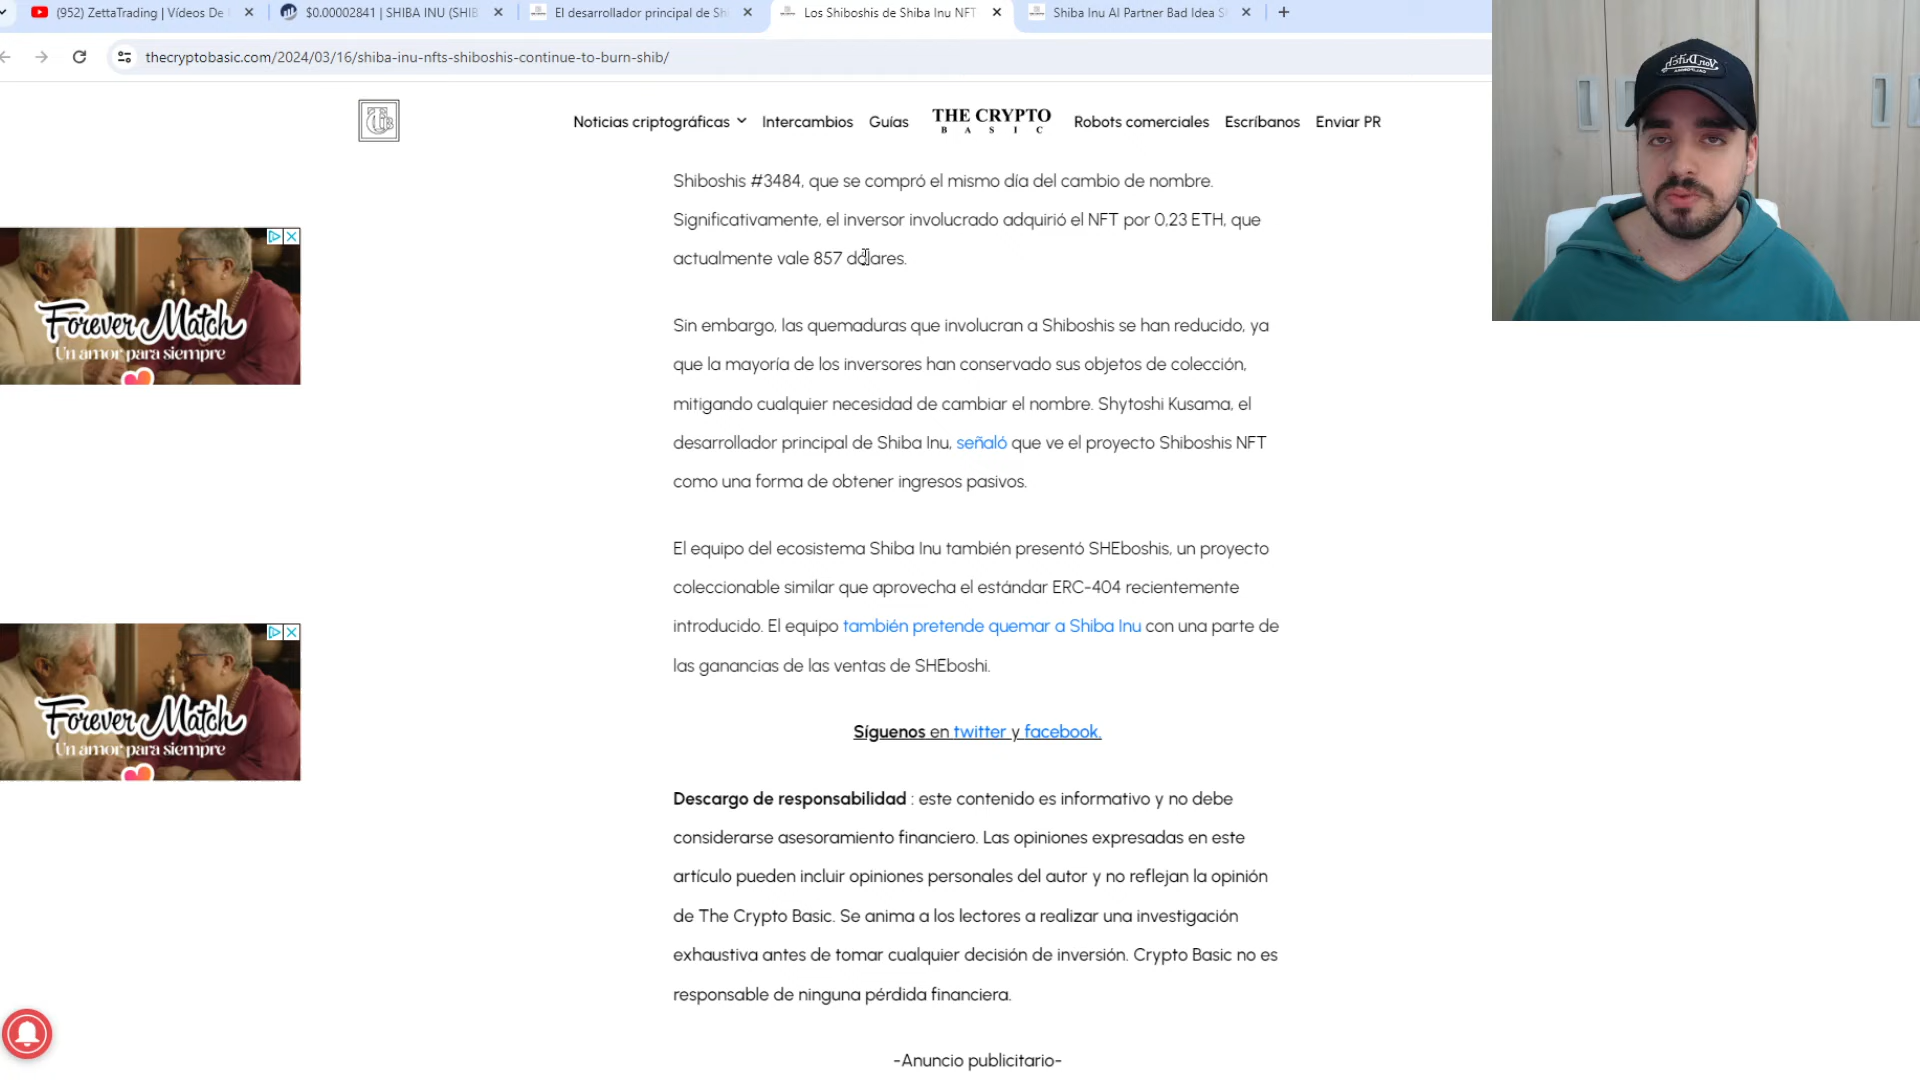 (952) ZettaTrading | Vídeos De
$0.00002841 | SHIBA INU (SHIB
El desarrollador principal de Shi
Los Shiboshis de Shiba Inu NFT
Shiba Inu AI Partner Bad Idea S
thecryptobasic.com/2024/03/16/shiba-inu-nfts-shiboshis-continue-to-burn-shib/
Noticias criptográficas
Intercambios
Guías
THE CRYPTO
BASIC
Robots comerciales
Escríbanos
Enviar PR
Von Dutch
Shiboshis #3484, que se compró el mismo día del cambio de nombre.
Significativamente, el inversor involucrado adquirió el NFT por 0,23 ETH, que
actualmente vale 857 dólares.
Sin embargo, las quemaduras que involucran a Shiboshis se han reducido, ya
que la mayoría de los inversores han conservado sus objetos de colección,
mitigando cualquier necesidad de cambiar el nombre. Shytoshi Kusama, el
desarrollador principal de Shiba Inu, señaló que ve el proyecto Shiboshis NFT
como una forma de obtener ingresos pasivos.
El equipo del ecosistema Shiba Inu también presentó SHEboshis, un proyecto
coleccionable similar que aprovecha el estándar ERC-404 recientemente
introducido. El equipo también pretende quemar a Shiba Inu con una parte de
las ganancias de las ventas de SHEboshi.
Síguenos en twitter y facebook.
Descargo de responsabilidad : este contenido es informativo y no debe
considerarse asesoramiento financiero. Las opiniones expresadas en este
artículo pueden incluir opiniones personales del autor y no reflejan la opinión
de The Crypto Basic. Se anima a los lectores a realizar una investigación
exhaustiva antes de tomar cualquier decisión de inversión. Crypto Basic no es
responsable de ninguna pérdida financiera.
-Anuncio publicitario-
Forever Match
Un amor para siempre
Forever Match
Un amor para siempre